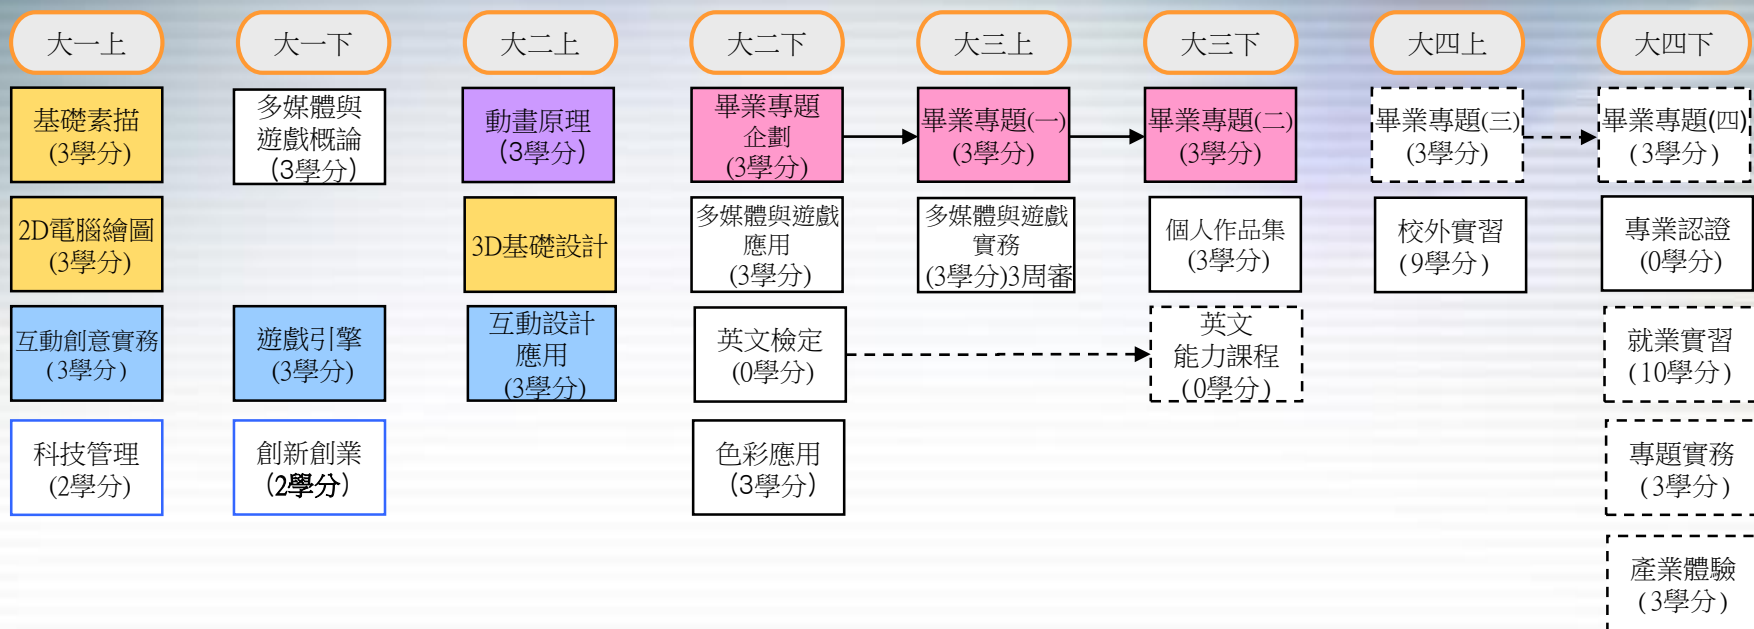 大一上
大一下
大二上
大二下
大三上
大三下
大四上
大四下
基礎素描
(3學分)
多媒體與
遊戲概論
(3學分)
動畫原理
(3學分)
畢業專題
企劃
(3學分)
畢業專題(一)
(3學分)
畢業專題(二)
(3學分)
畢業專題(三)
(3學分)
畢業專題(四)
(3學分)
2D電腦繪圖
(3學分)
3D基礎設計
多媒體與遊戲
應用
(3學分)
多媒體與遊戲
實務
(3學分)3周審
個人作品集
(3學分)
校外實習
(9學分)
專業認證
(0學分)
互動創意實務
(3學分)
遊戲引擎
(3學分)
互動設計
應用
(3學分)
英文檢定
(0學分)
英文
能力課程
(0學分)
就業實習
(10學分)
科技管理
(2學分)
創新創業
(2學分)
色彩應用
(3學分)
專題實務
(3學分)
產業體驗
(3學分)